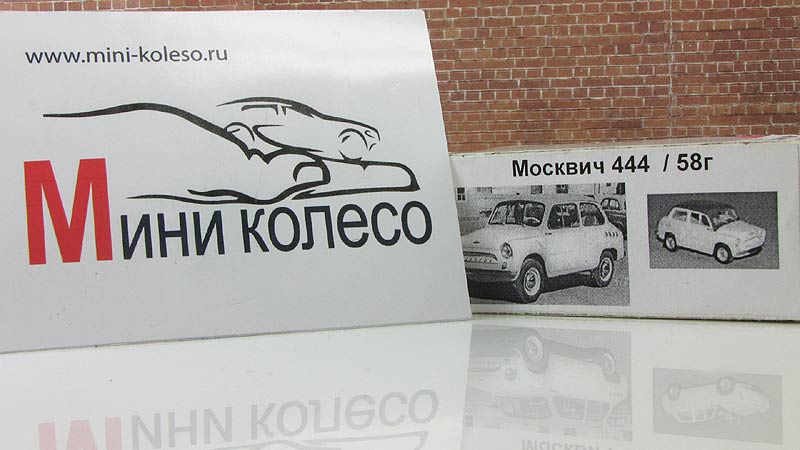 www.mini-koleso.ru
Мини колесо
Москвич 444 / 58г